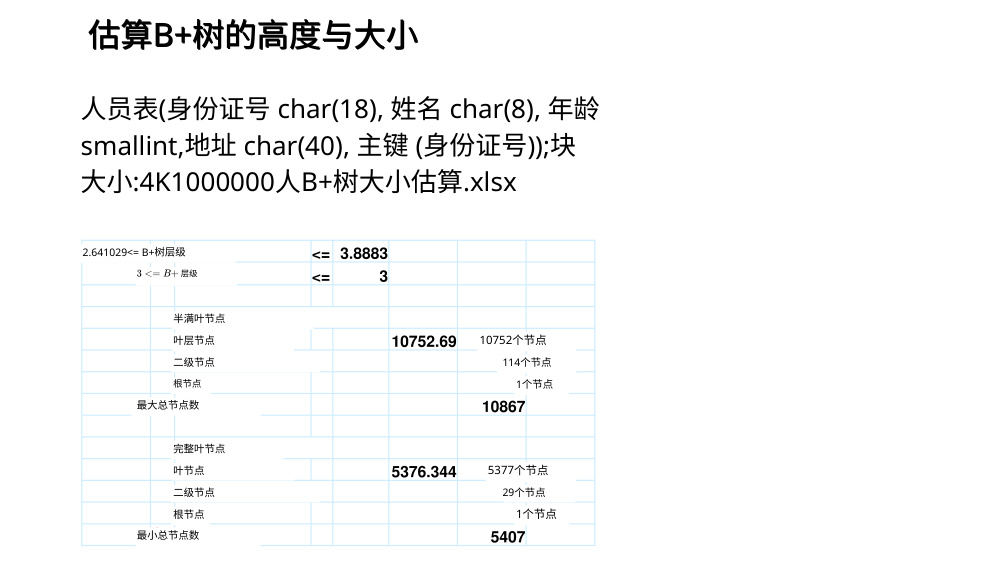 估算B+树的高度与大小
人员表(身份证号 char(18), 姓名 char(8), 年龄
smallint,地址 char(40), 主键 (身份证号));块
大小:4K1000000人B+树大小估算.xlsx
2.641029<= B+树层级 <= 3.8883
3 <= B+ 层级 <= 3
半满叶节点
叶层节点 10752.69 10752个节点
二级节点 114个节点
根节点 1个节点
最大总节点数 10867
完整叶节点
叶节点 5376.344 5377个节点
二级节点 29个节点
根节点 1个节点
最小总节点数 5407